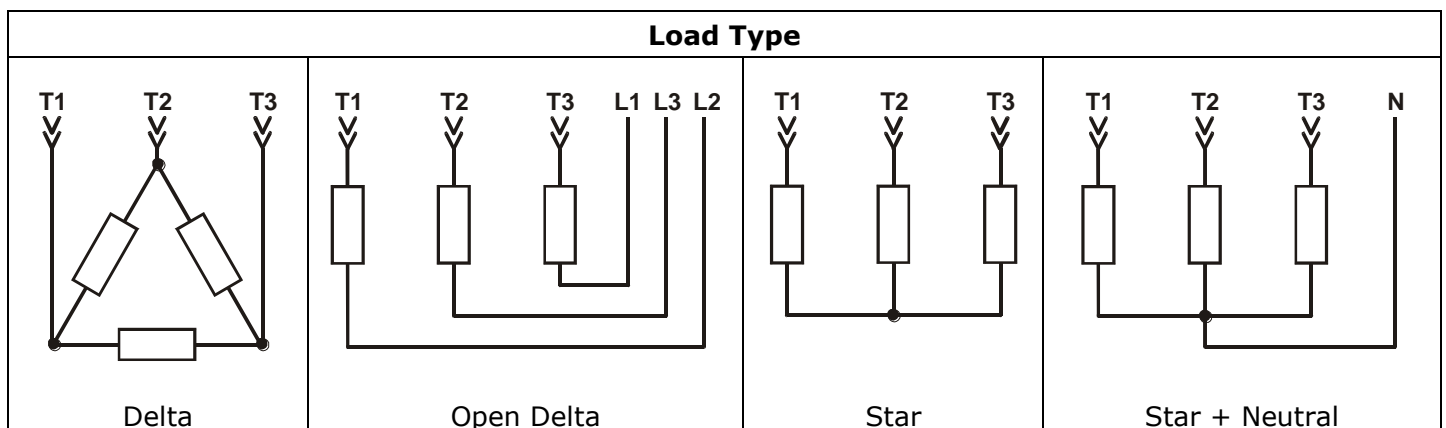 Load Type
T1 T2 T3
T1 T2 T3 L1 L3 L2
T1 T2 T3
T1 T2 T3 N
Delta
Open Delta
Star
Star + Neutral